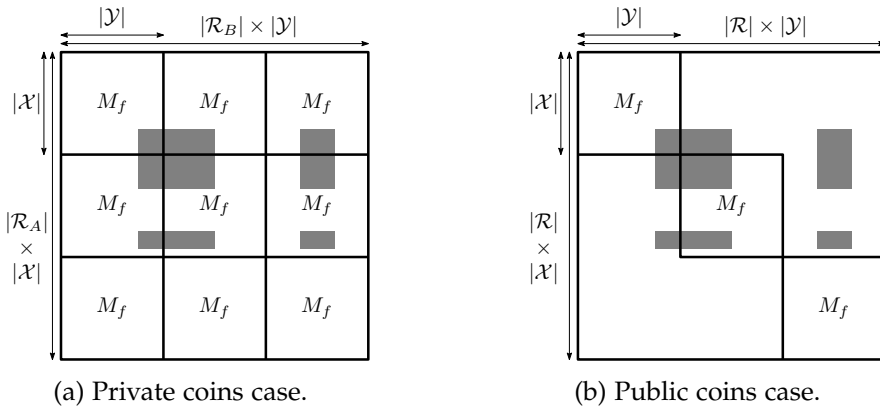 |𝒴| |ℛ_B| × |𝒴|
|𝒳| M_f M_f M_f
M_f M_f M_f
|ℛ_A|
×
|𝒳|
M_f M_f M_f
(a) Private coins case.
|𝒴| |ℛ| × |𝒴|
|𝒳| M_f
M_f
|ℛ|
×
|𝒳|
M_f
(b) Public coins case.